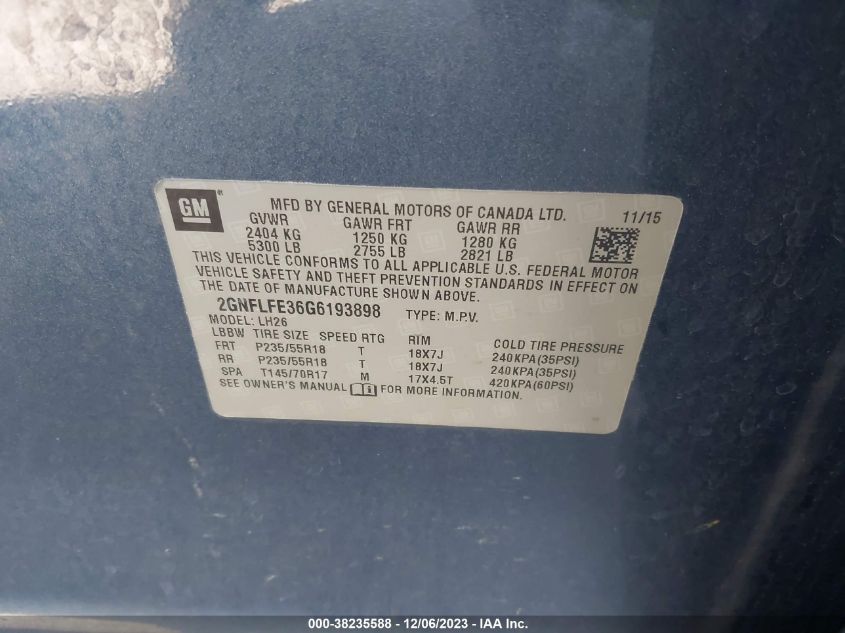 GM ®
MFD BY GENERAL MOTORS OF CANADA LTD. 11/15
GVWR GAWR FRT GAWR RR
2404 KG 1250 KG 1280 KG
5300 LB 2755 LB 2821 LB
THIS VEHICLE CONFORMS TO ALL APPLICABLE U.S. FEDERAL MOTOR
VEHICLE SAFETY AND THEFT PREVENTION STANDARDS IN EFFECT ON
THE DATE OF MANUFACTURE SHOWN ABOVE.
2GNFLFE36G6193898 TYPE: M.P.V.
MODEL: LH26
LBBW TIRE SIZE SPEED RTG RIM COLD TIRE PRESSURE
FRT P235/55R18 T 18X7J 240KPA(35PSI)
RR P235/55R18 T 18X7J 240KPA(35PSI)
SPA T145/70R17 M 17X4.5T 420KPA(60PSI)
SEE OWNER'S MANUAL FOR MORE INFORMATION.
000-38235588 - 12/06/2023 - IAA Inc.